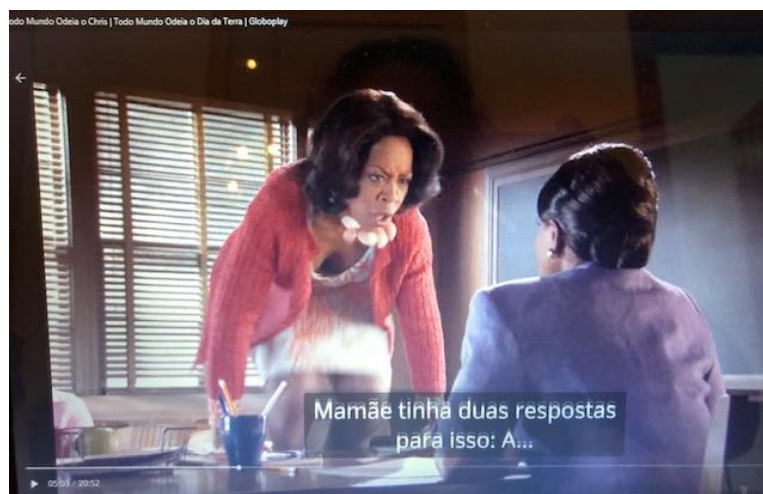 odo Mundo Odeia o Chris | Todo Mundo Odeia o Dia da Terra | Globoplay
Mamãe tinha duas respostas
para isso: A...
05:03 / 20:52